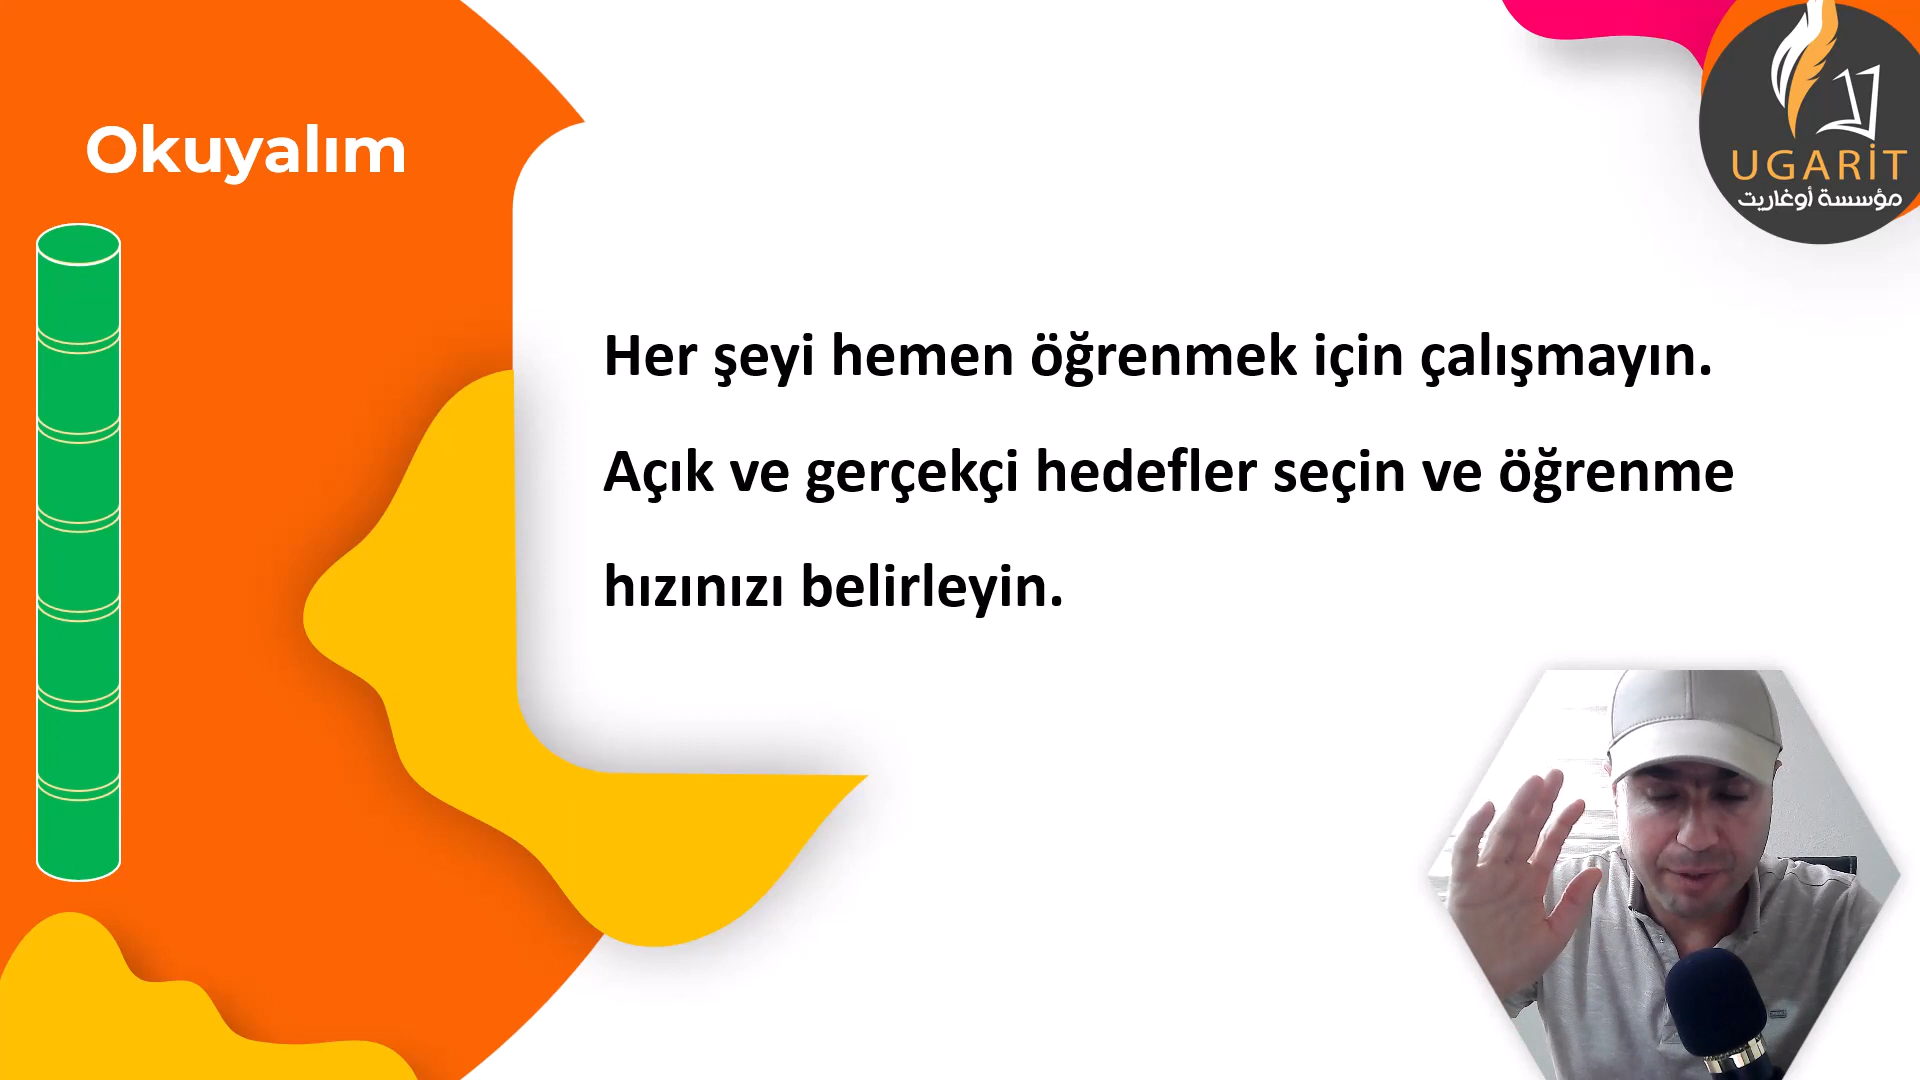 Okuyalım
UGARİT
مؤسسة أوغاريت
Her şeyi hemen öğrenmek için çalışmayın.
Açık ve gerçekçi hedefler seçin ve öğrenme
hızınızı belirleyin.